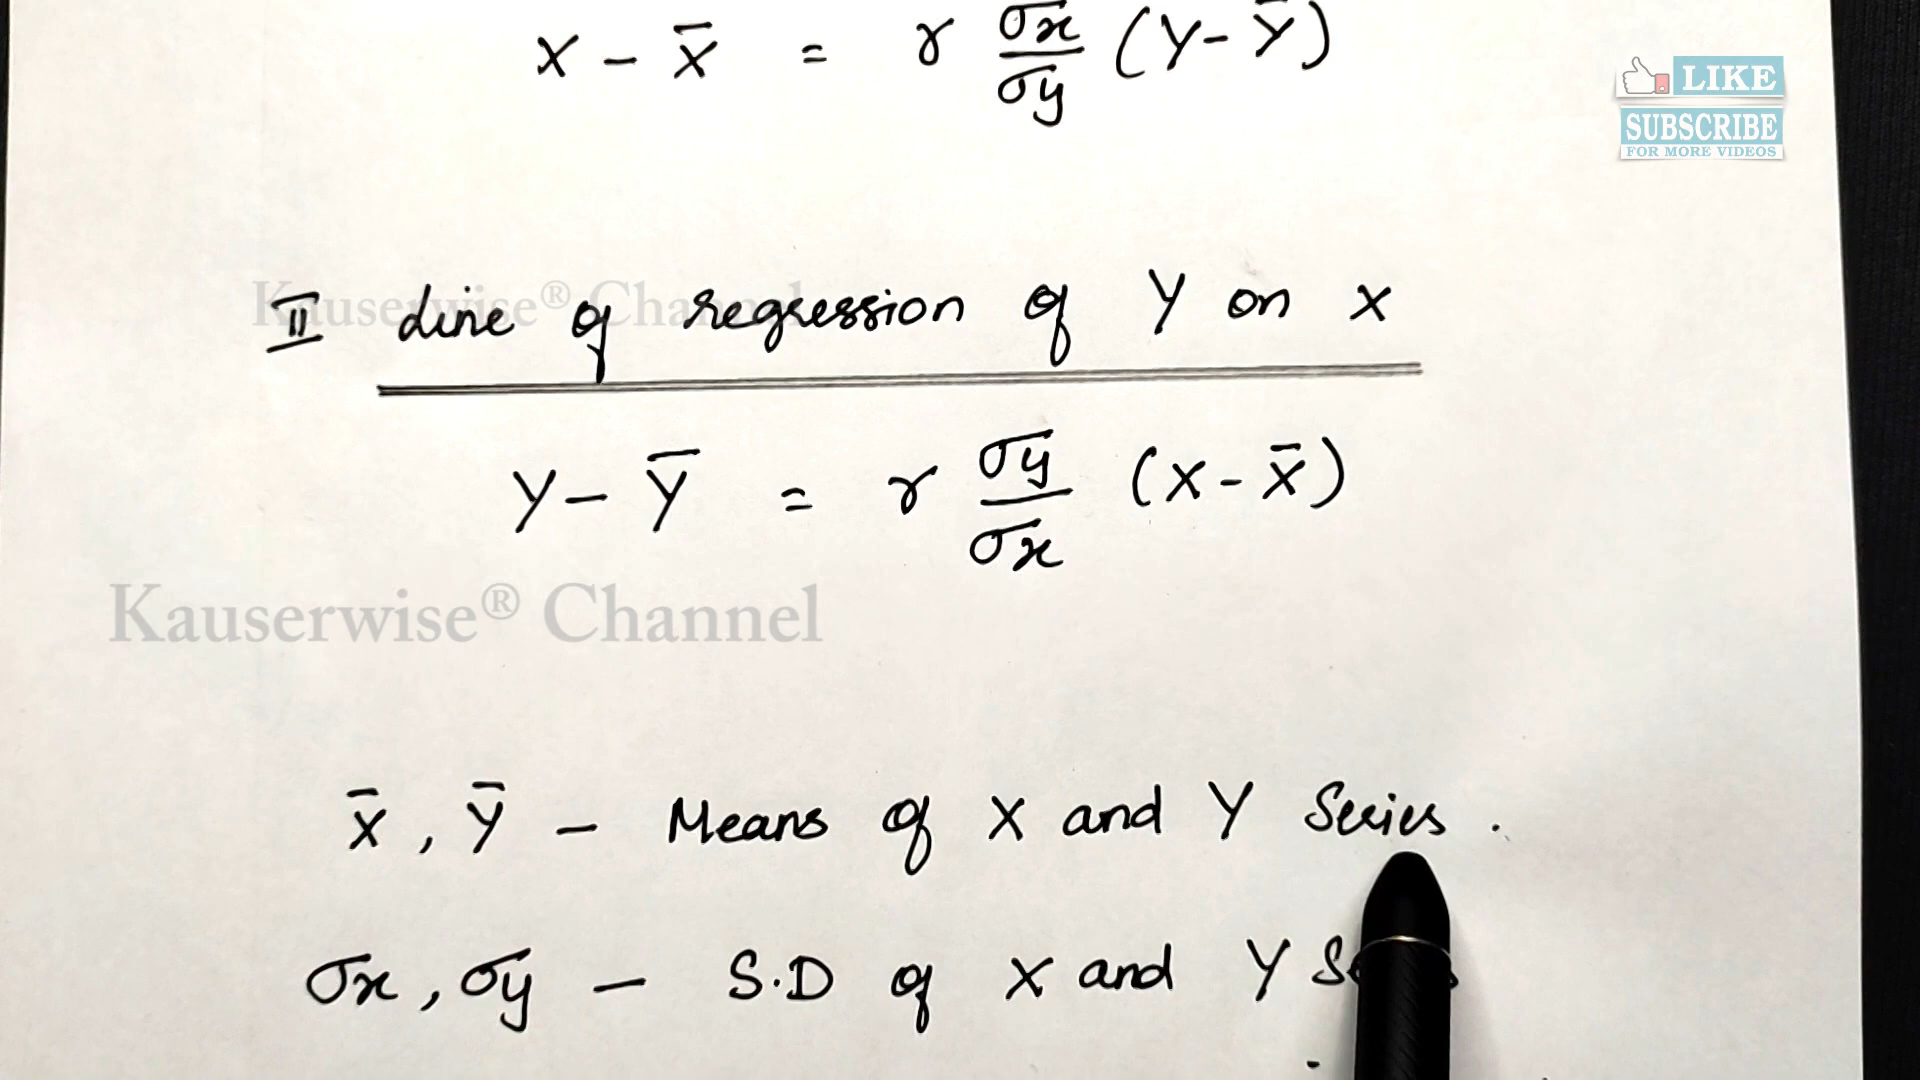 X - X̄ = r σx/σy (Y - Ȳ)
LIKE
SUBSCRIBE
FOR MORE VIDEOS
Kauserwise® Channel
II Line of regression of Y on X
Y - Ȳ = r σy/σx (X - X̄)
Kauserwise® Channel
X̄, Ȳ - Means of X and Y Series.
σx, σy - S.D of X and Y